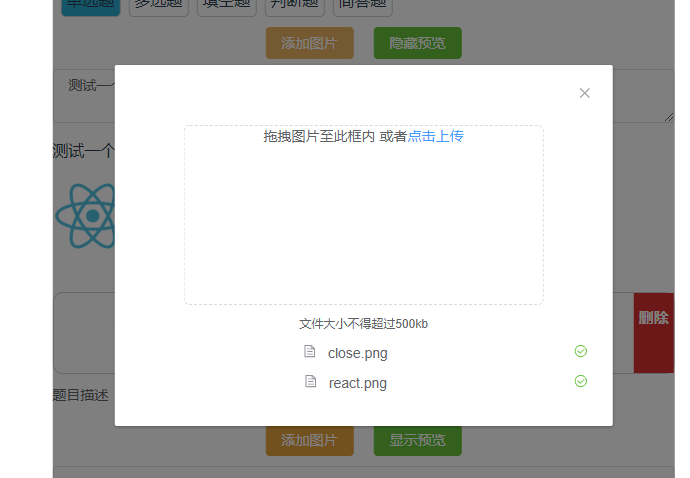 单选题 多选题 填空题 判断题 简答题
添加图片 隐藏预览
测试一个
拖拽图片至此框内 或者点击上传
测试一个
删除
文件大小不得超过500kb
close.png
react.png
题目描述
添加图片 显示预览